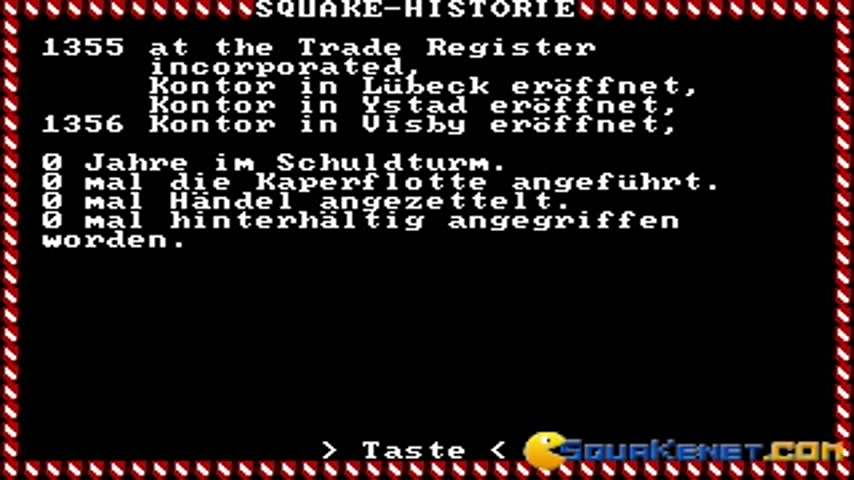 SQUAKE-HISTORIE
1355 at the Trade Register
incorporated,
Kontor in Lübeck eröffnet,
Kontor in Ystad eröffnet,
1356 Kontor in Visby eröffnet,
0 Jahre im Schuldturm.
0 mal die Kaperflotte angeführt.
0 mal Händel angezettelt.
0 mal hinterhältig angegriffen
worden.
> Taste <
SquaKenet.com